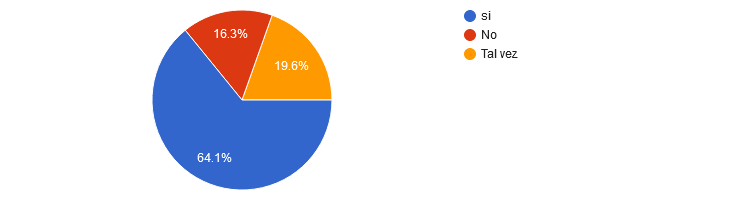 si
No
Tal vez
16.3%
19.6%
64.1%